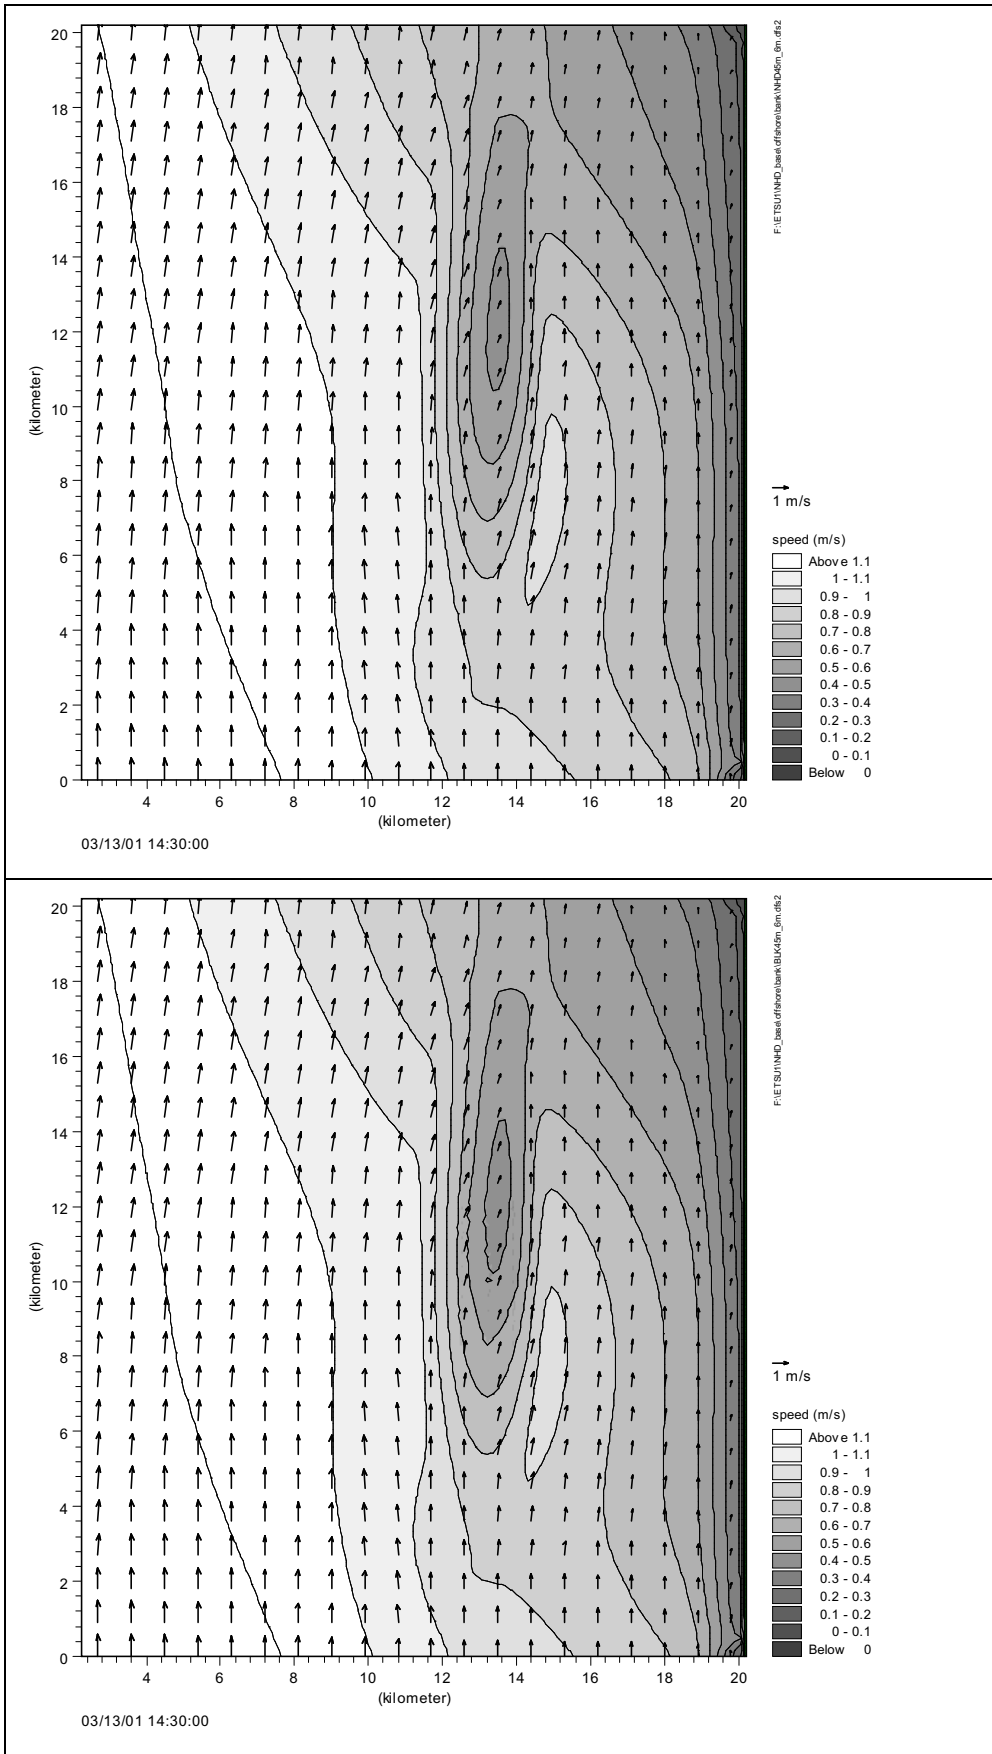 20
18
16
14
12
10
8
6
4
2
0
(kilometer)
4 6 8 10 12 14 16 18 20
(kilometer)
03/13/01 14:30:00
F:\ETSU1\NHD_base\offshore\bank\NHD45m_6m.dfs2
1 m/s
speed (m/s)
Above 1.1
1 - 1.1
0.9 - 1
0.8 - 0.9
0.7 - 0.8
0.6 - 0.7
0.5 - 0.6
0.4 - 0.5
0.3 - 0.4
0.2 - 0.3
0.1 - 0.2
0 - 0.1
Below 0
20
18
16
14
12
10
8
6
4
2
0
(kilometer)
4 6 8 10 12 14 16 18 20
(kilometer)
03/13/01 14:30:00
F:\ETSU1\NHD_base\offshore\bank\BLK45m_6m.dfs2
1 m/s
speed (m/s)
Above 1.1
1 - 1.1
0.9 - 1
0.8 - 0.9
0.7 - 0.8
0.6 - 0.7
0.5 - 0.6
0.4 - 0.5
0.3 - 0.4
0.2 - 0.3
0.1 - 0.2
0 - 0.1
Below 0